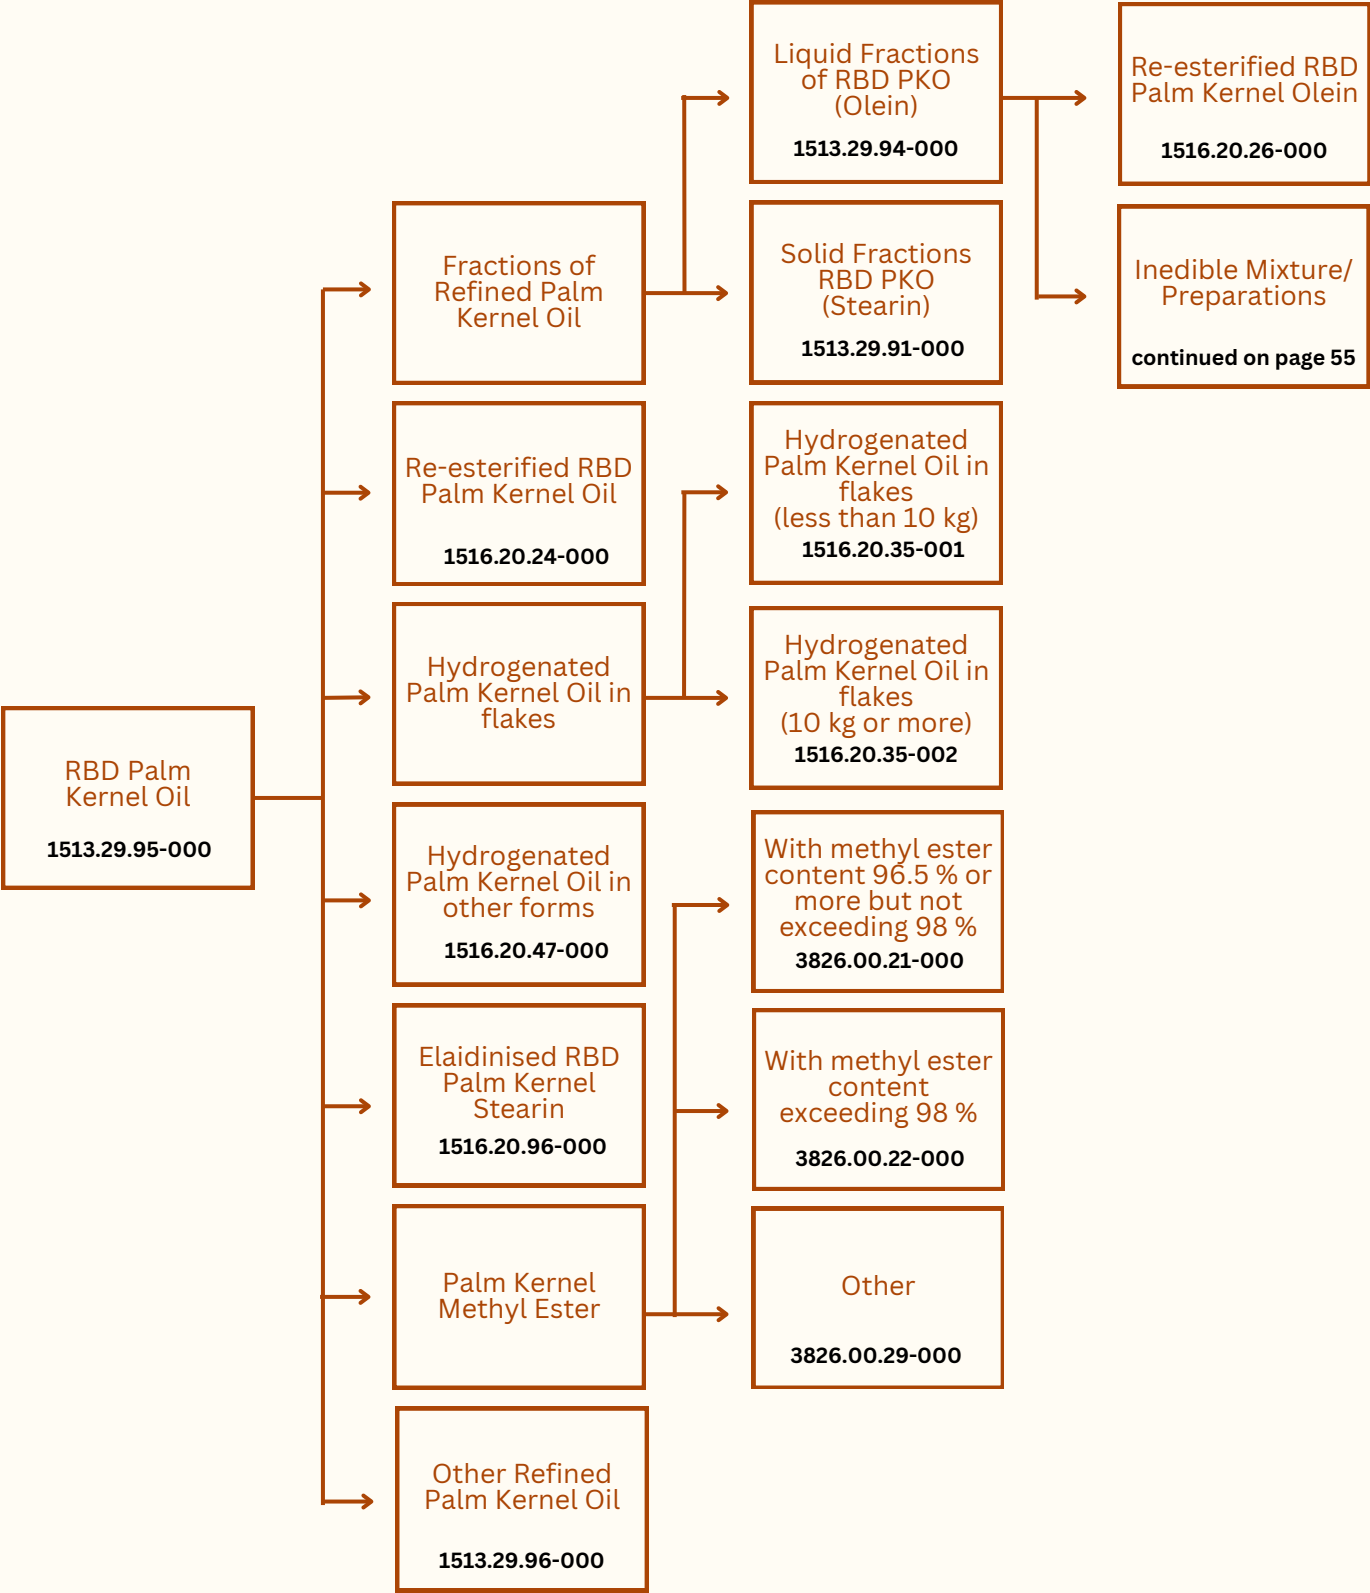 Liquid Fractions
of RBD PKO
(Olein)
1513.29.94-000
Re-esterified RBD
Palm Kernel Olein
1516.20.26-000
Fractions of
Refined Palm
Kernel Oil
Solid Fractions
RBD PKO
(Stearin)
1513.29.91-000
Inedible Mixture/
Preparations
continued on page 55
Re-esterified RBD
Palm Kernel Oil
1516.20.24-000
Hydrogenated
Palm Kernel Oil in
flakes
(less than 10 kg)
1516.20.35-001
Hydrogenated
Palm Kernel Oil in
flakes
Hydrogenated
Palm Kernel Oil in
flakes
(10 kg or more)
1516.20.35-002
RBD Palm
Kernel Oil
1513.29.95-000
Hydrogenated
Palm Kernel Oil in
other forms
1516.20.47-000
With methyl ester
content 96.5 % or
more but not
exceeding 98 %
3826.00.21-000
Elaidinised RBD
Palm Kernel
Stearin
1516.20.96-000
With methyl ester
content
exceeding 98 %
3826.00.22-000
Palm Kernel
Methyl Ester
Other
3826.00.29-000
Other Refined
Palm Kernel Oil
1513.29.96-000